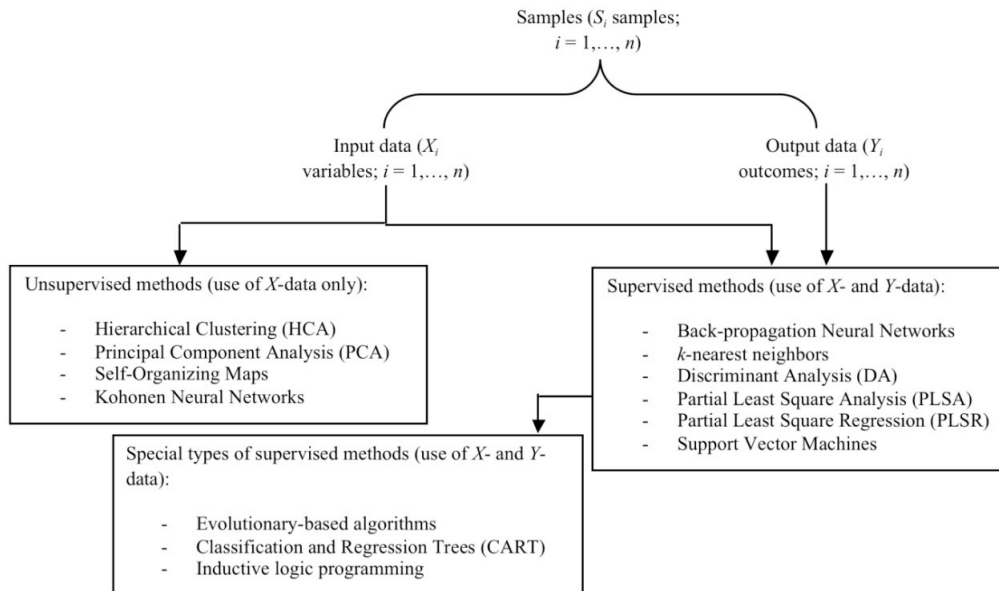 Samples (Si samples;
i = 1,…, n)
Input data (Xi
variables; i = 1,…, n)
Output data (Yi
outcomes; i = 1,…, n)
Unsupervised methods (use of X-data only):
- Hierarchical Clustering (HCA)
- Principal Component Analysis (PCA)
- Self-Organizing Maps
- Kohonen Neural Networks
Supervised methods (use of X- and Y-data):
- Back-propagation Neural Networks
- k-nearest neighbors
- Discriminant Analysis (DA)
- Partial Least Square Analysis (PLSA)
- Partial Least Square Regression (PLSR)
- Support Vector Machines
Special types of supervised methods (use of X- and Y-
data):
- Evolutionary-based algorithms
- Classification and Regression Trees (CART)
- Inductive logic programming